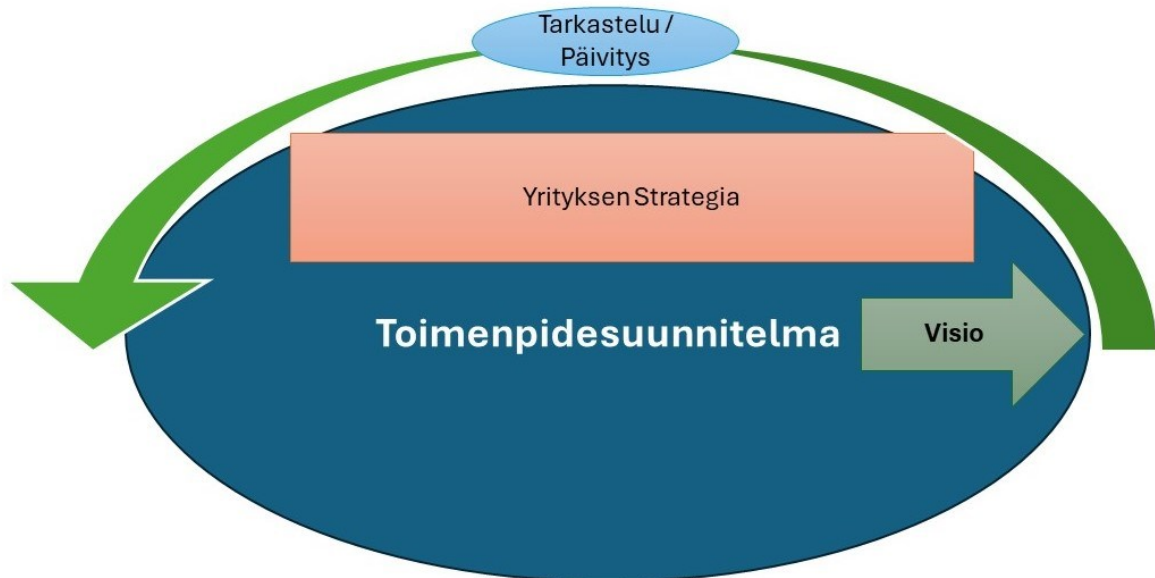 Tarkastelu /
Päivitys
Yrityksen Strategia
Toimenpidesuunnitelma
Visio